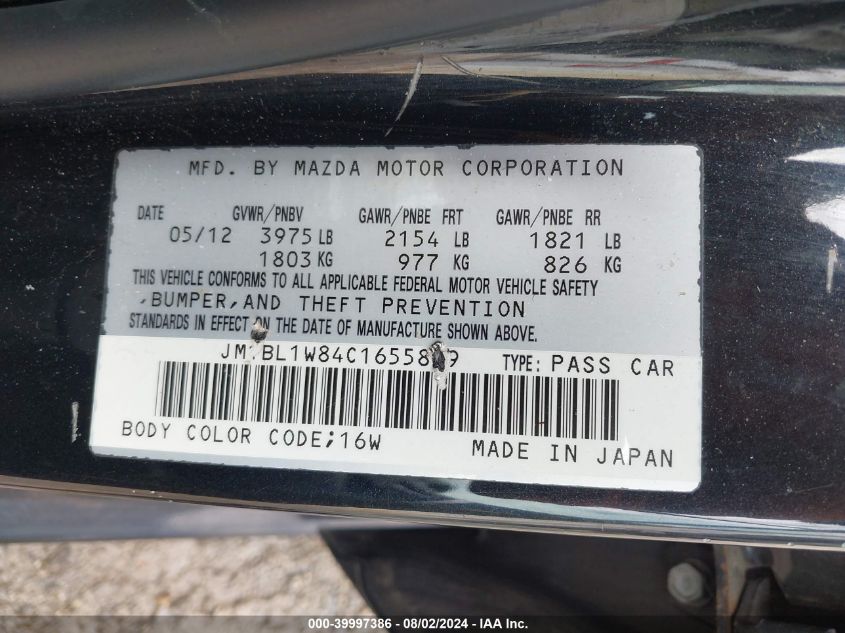 MFD. BY MAZDA MOTOR CORPORATION
DATE GVWR/PNBV GAWR/PNBE FRT GAWR/PNBE RR
05/12 3975 LB 2154 LB 1821 LB
1803 KG 977 KG 826 KG
THIS VEHICLE CONFORMS TO ALL APPLICABLE FEDERAL MOTOR VEHICLE SAFETY
,BUMPER,AND THEFT PREVENTION
STANDARDS IN EFFECT ON THE DATE OF MANUFACTURE SHOWN ABOVE.
TYPE: PASS CAR
BODY COLOR CODE;16W MADE IN JAPAN
000-39997386 - 08/02/2024 - IAA Inc.